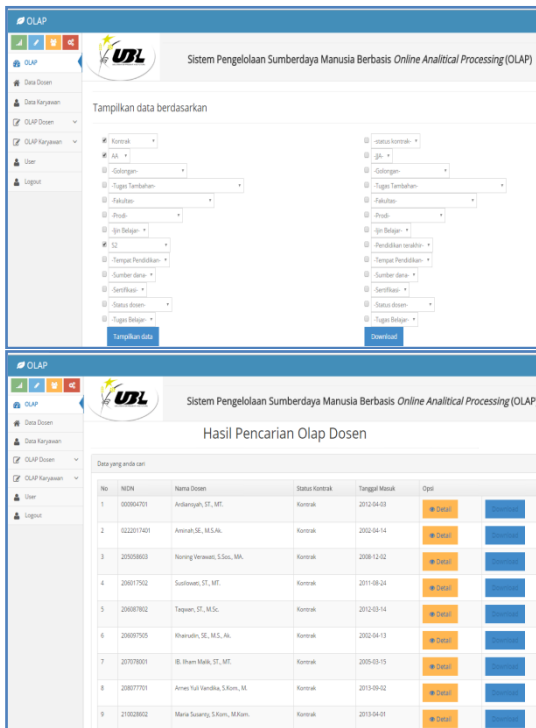 OLAP
UBL
Sistem Pengelolaan Sumberdaya Manusia Berbasis Online Analitical Processing (OLAP)
OLAP
Data Dosen
Data Karyawan
OLAP Dosen
OLAP Karyawan
User
Logout
Tampilkan data berdasarkan
Kontrak
AA
-Golongan-
-Tugas Tambahan-
-Fakultas-
-Prodi-
-Ijin Belajar-
S2
-Tempat Pendidikan-
-Sumber dana-
-Sertifikasi-
-Status dosen-
-Tugas Belajar-
Tampilkan data
-status kontrak-
-JJA-
-Golongan-
-Tugas Tambahan-
-Fakultas-
-Prodi-
-Ijin Belajar-
-Pendidikan terakhir-
-Tempat Pendidikan-
-Sumber dana-
-Sertifikasi-
-Status dosen-
-Tugas Belajar-
Download
OLAP
UBL
Sistem Pengelolaan Sumberdaya Manusia Berbasis Online Analitical Processing (OLAP
OLAP
Data Dosen
Data Karyawan
OLAP Dosen
OLAP Karyawan
User
Logout
Hasil Pencarian Olap Dosen
Data yang anda cari
No NIDN Nama Dosen Status Kontrak Tanggal Masuk Opsi
1 000904701 Ardiansyah, ST., MT. Kontrak 2012-04-03 Detail Download
2 0222017401 Aminah,SE., M.S.Ak. Kontrak 2002-04-14 Detail Download
3 205058603 Noning Verawati, S.Sos., MA. Kontrak 2008-12-02 Detail Download
4 206017502 Susilowati, ST., MT. Kontrak 2011-08-24 Detail Download
5 206087802 Taqwan, ST., M.Sc. Kontrak 2012-03-14 Detail Download
6 206097505 Khairudin, SE., M.S., Ak. Kontrak 2002-04-13 Detail Download
7 207078001 IB. Ilham Malik, ST., MT. Kontrak 2005-03-15 Detail Download
8 208077701 Ames Yuli Vandika, S.Kom., M. Kontrak 2013-09-02 Detail Download
9 210028602 Maria Susanty, S.Kom., M.Kom. Kontrak 2013-04-01 Detail Download